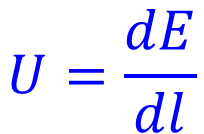 U = dE/dl